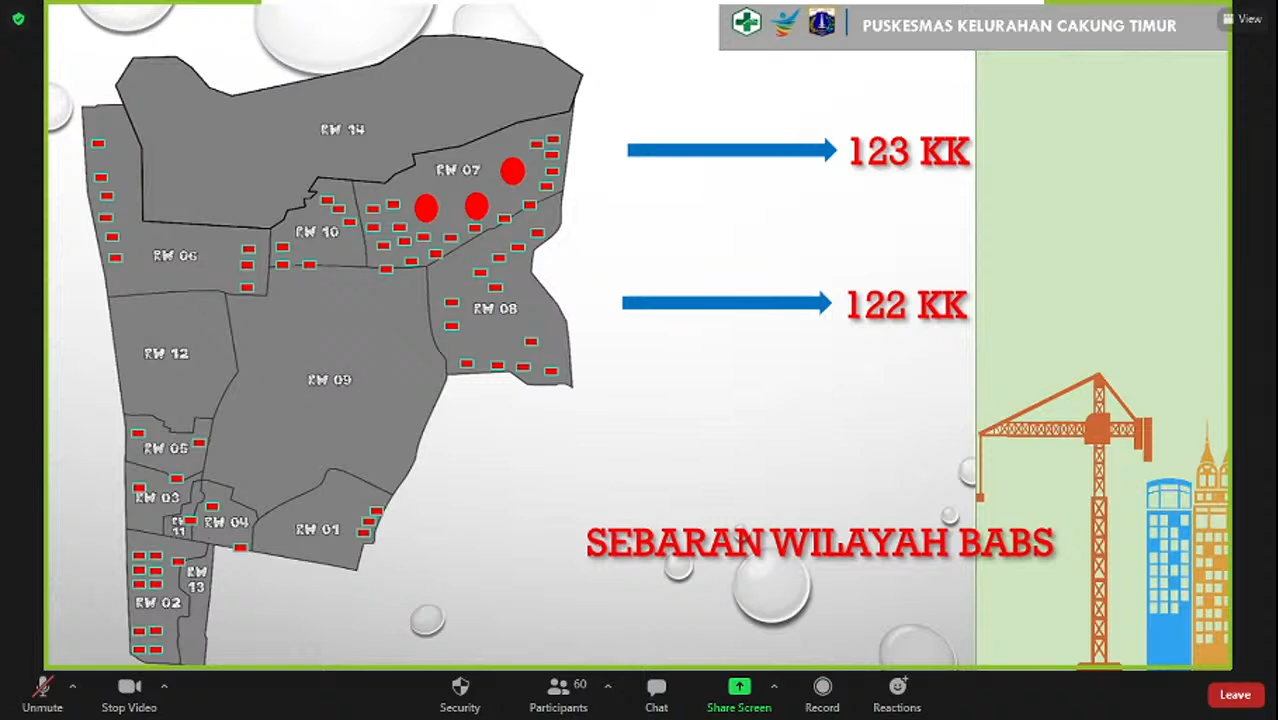 View
PUSKESMAS KELURAHAN CAKUNG TIMUR
RW 14
123 KK
RW 07
RW 10
RW 06
122 KK
RW 08
RW 12
RW 09
RW 05
RW 03
RW 11
RW 04
RW 01
SEBARAN WILAYAH BABS
RW 13
RW 02
Unmute
Stop Video
Security
60
Participants
Chat
Share Screen
Record
Reactions
Leave